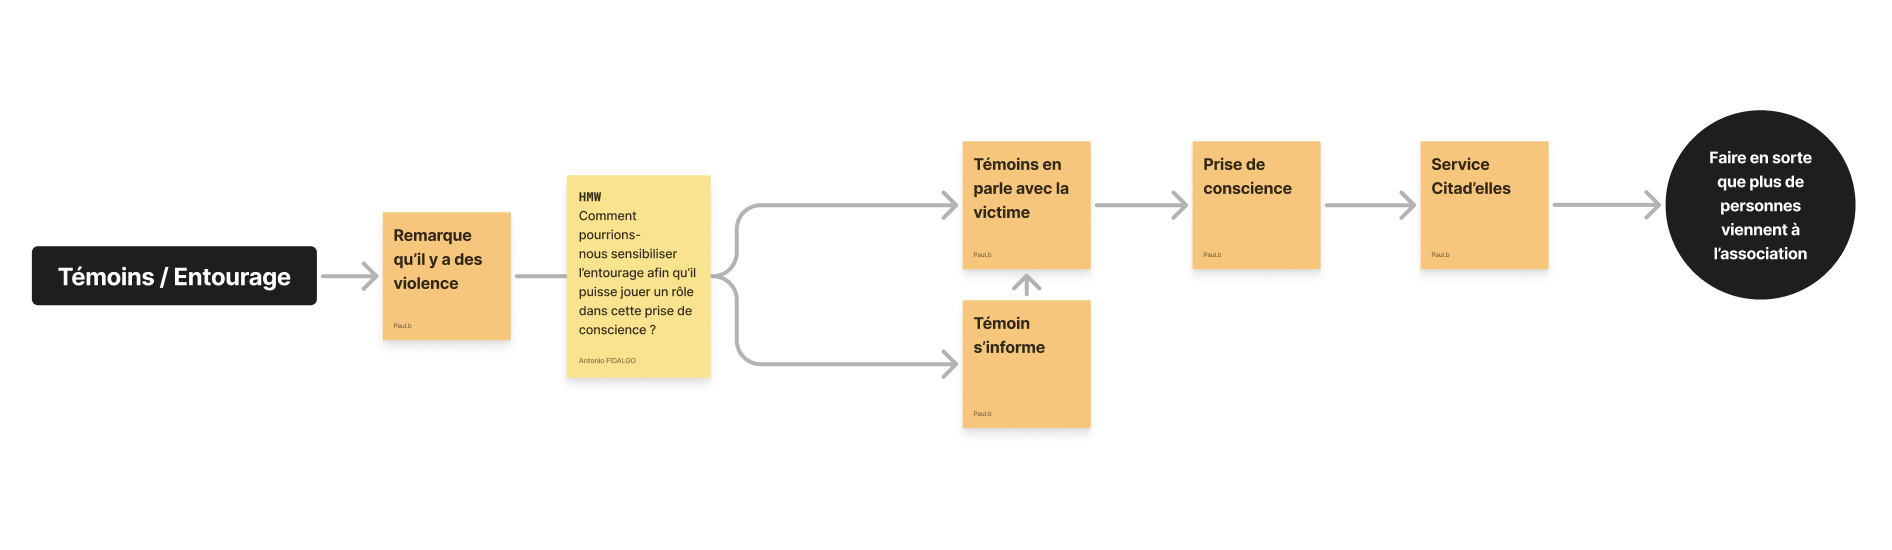 Témoins / Entourage
Remarque
qu’il y a des
violence
Paul.b
HMW
Comment
pourrions-
nous sensibiliser
l’entourage afin qu’il
puisse jouer un rôle
dans cette prise de
conscience ?
Antonio FIDALGO
Témoins en
parle avec la
victime
Paul.b
Témoin
s’informe
Paul.b
Prise de
conscience
Paul.b
Service
Citad’elles
Paul.b
Faire en sorte
que plus de
personnes
viennent à
l’association